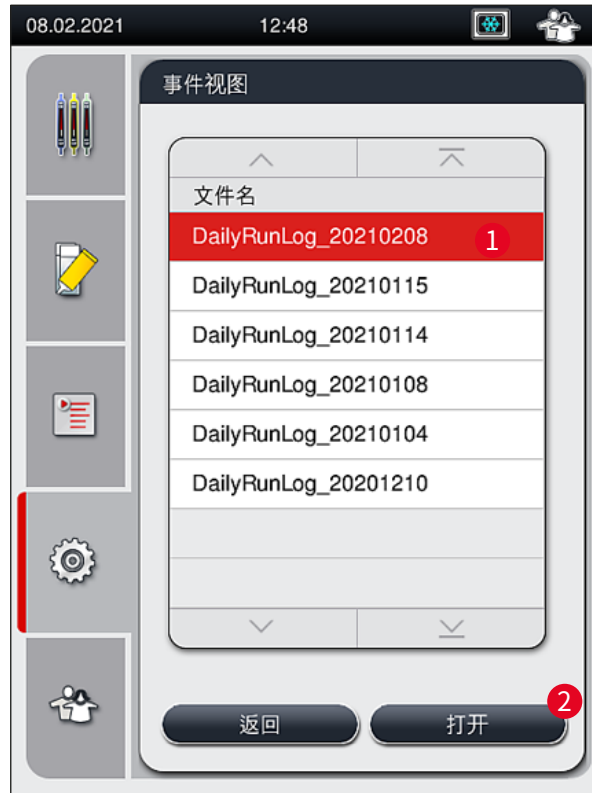 08.02.2021 12:48
事件视图
文件名
DailyRunLog_20210208 1
DailyRunLog_20210115
DailyRunLog_20210114
DailyRunLog_20210108
DailyRunLog_20210104
DailyRunLog_20201210
2
返回 打开